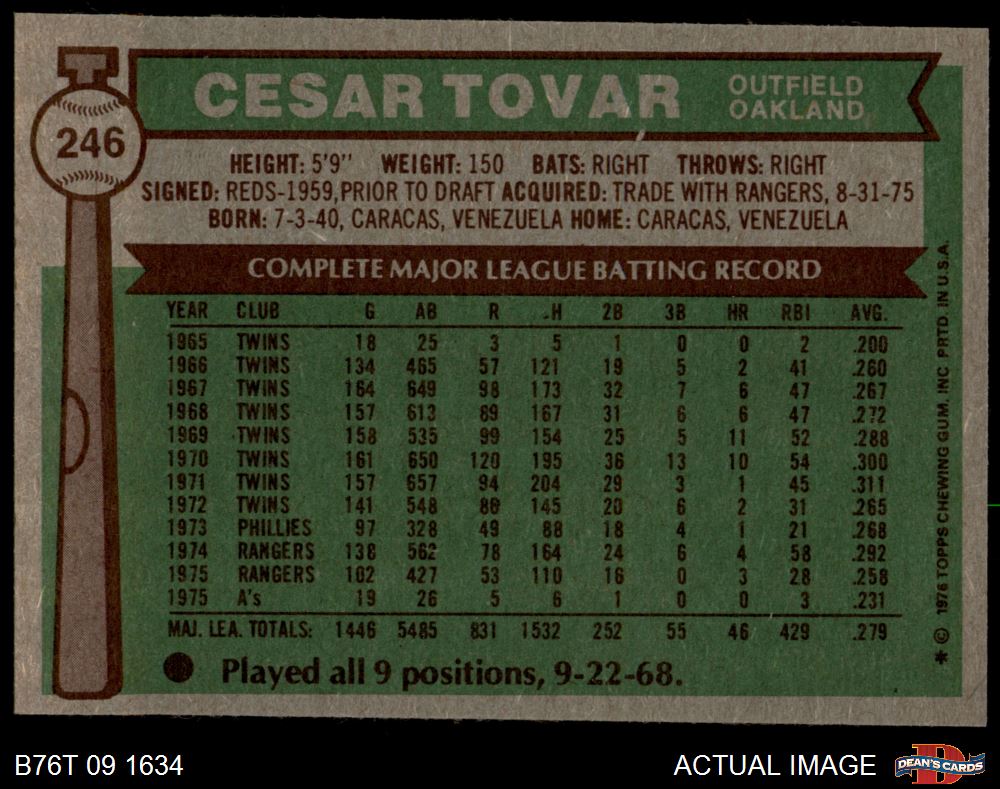 CESAR TOVAR
OUTFIELD
OAKLAND
246
HEIGHT: 5'9" WEIGHT: 150 BATS: RIGHT THROWS: RIGHT
SIGNED: REDS-1959, PRIOR TO DRAFT ACQUIRED: TRADE WITH RANGERS, 8-31-75
BORN: 7-3-40, CARACAS, VENEZUELA HOME: CARACAS, VENEZUELA
COMPLETE MAJOR LEAGUE BATTING RECORD
YEAR CLUB G AB R H 2B 3B HR RBI AVG.
1965 TWINS 18 25 3 5 1 0 0 2 .200
1966 TWINS 134 465 57 121 19 5 2 41 .260
1967 TWINS 164 649 98 173 32 7 6 47 .267
1968 TWINS 157 613 89 167 31 6 6 47 .272
1969 TWINS 158 535 99 154 25 5 11 52 .288
1970 TWINS 161 650 120 195 36 13 10 54 .300
1971 TWINS 157 657 94 204 29 3 1 45 .311
1972 TWINS 141 548 86 145 20 6 2 31 .265
1973 PHILLIES 97 328 49 88 18 4 1 21 .268
1974 RANGERS 138 562 78 164 24 6 4 58 .292
1975 RANGERS 102 427 53 110 16 0 3 28 .258
1975 A's 19 26 5 6 1 0 0 3 .231
MAJ. LEA. TOTALS: 1446 5485 831 1532 252 55 46 429 .279
Played all 9 positions, 9-22-68.
* © 1976 TOPPS CHEWING GUM, INC. PRTD. IN U.S.A.
B76T 09 1634
ACTUAL IMAGE
DEAN'S CARDS